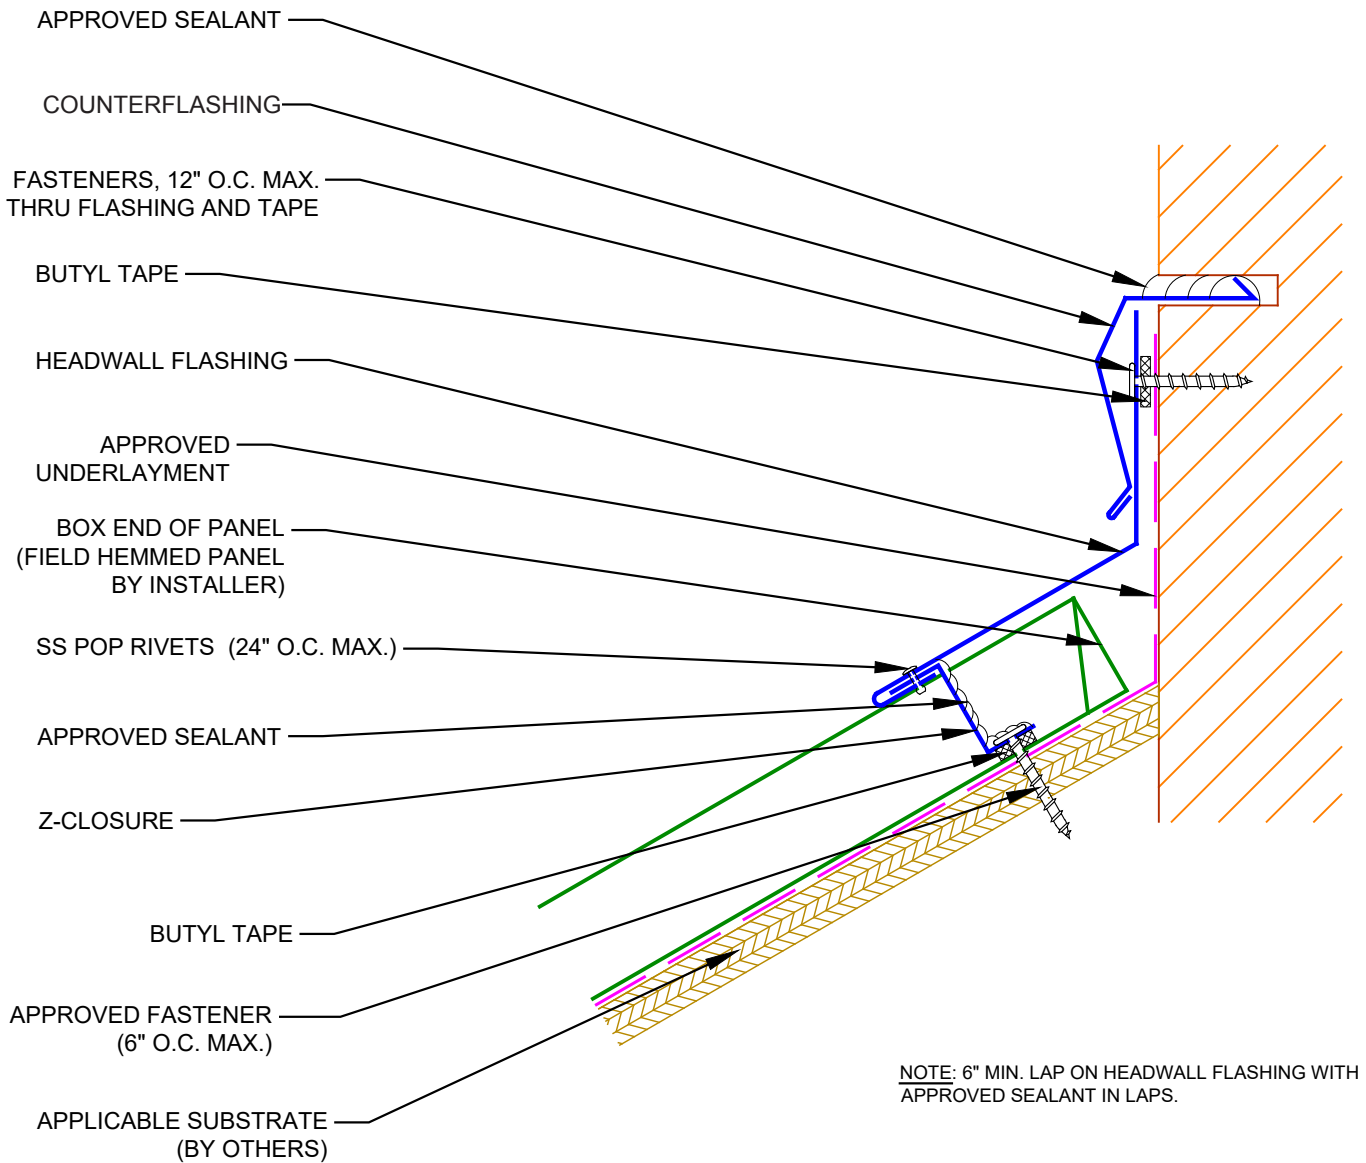 APPROVED SEALANT
COUNTERFLASHING
FASTENERS, 12" O.C. MAX.
THRU FLASHING AND TAPE
BUTYL TAPE
HEADWALL FLASHING
APPROVED
UNDERLAYMENT
BOX END OF PANEL
(FIELD HEMMED PANEL
BY INSTALLER)
SS POP RIVETS (24" O.C. MAX.)
APPROVED SEALANT
Z-CLOSURE
BUTYL TAPE
APPROVED FASTENER
(6" O.C. MAX.)
APPLICABLE SUBSTRATE
(BY OTHERS)
NOTE: 6" MIN. LAP ON HEADWALL FLASHING WITH
APPROVED SEALANT IN LAPS.